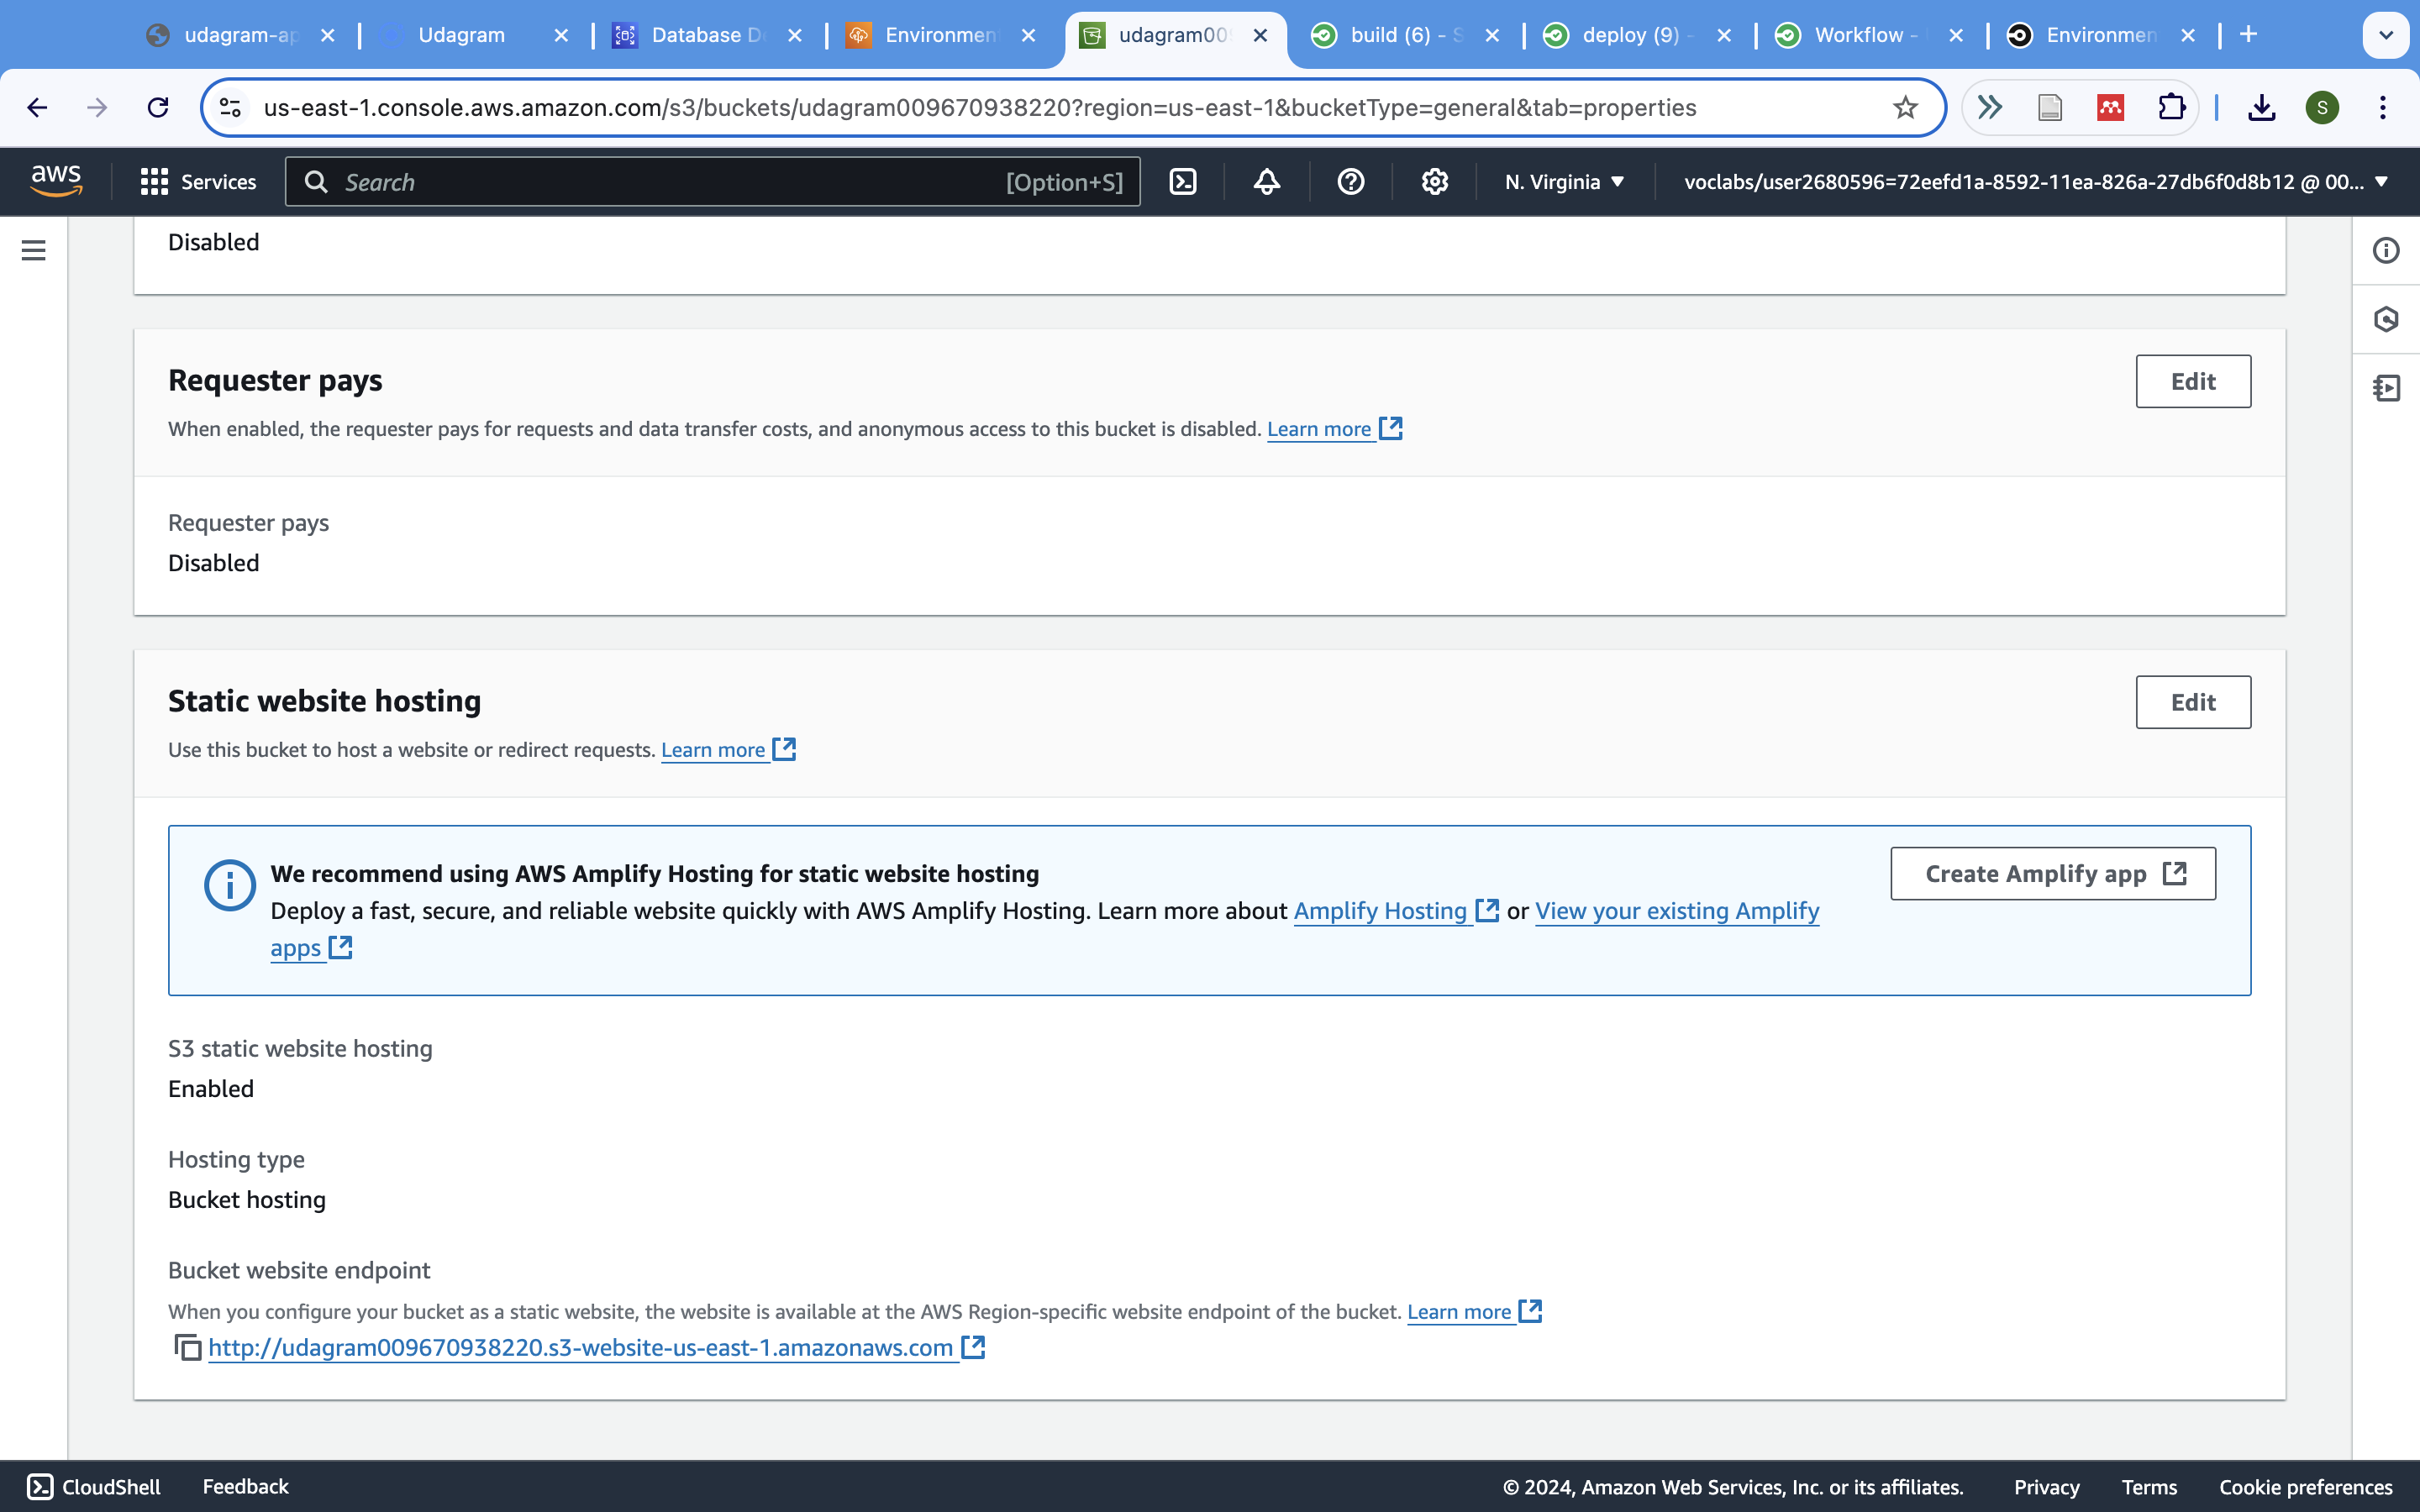 udagram-ap
Udagram
Database D
Environmen
udagram00
build (6) - S
deploy (9) -
Workflow -
Environmen
us-east-1.console.aws.amazon.com/s3/buckets/udagram009670938220?region=us-east-1&bucketType=general&tab=properties
S
aws
Services
Search
[Option+S]
N. Virginia
voclabs/user2680596=72eefd1a-8592-11ea-826a-27db6f0d8b12 @ 00...
Disabled
Requester pays
Edit
When enabled, the requester pays for requests and data transfer costs, and anonymous access to this bucket is disabled. Learn more
Requester pays
Disabled
Static website hosting
Edit
Use this bucket to host a website or redirect requests. Learn more
We recommend using AWS Amplify Hosting for static website hosting
Create Amplify app
Deploy a fast, secure, and reliable website quickly with AWS Amplify Hosting. Learn more about Amplify Hosting or View your existing Amplify
apps
S3 static website hosting
Enabled
Hosting type
Bucket hosting
Bucket website endpoint
When you configure your bucket as a static website, the website is available at the AWS Region-specific website endpoint of the bucket. Learn more
http://udagram009670938220.s3-website-us-east-1.amazonaws.com
CloudShell
Feedback
© 2024, Amazon Web Services, Inc. or its affiliates.
Privacy
Terms
Cookie preferences